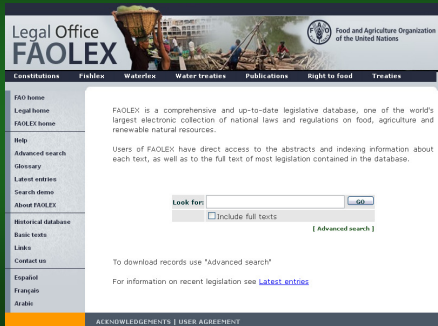 Legal Office
FAOLEX
FAO
Food and Agriculture Organization
of the United Nations
Constitutions Fishlex Waterlex Water treaties Publications Right to food Treaties
FAO home
Legal home
FAOLEX home
Help
Advanced search
Glossary
Latest entries
Search demo
About FAOLEX
Historical database
Basic texts
Links
Contact us
Español
Français
Arabic
FAOLEX is a comprehensive and up-to-date legislative database, one of the world's
largest electronic collection of national laws and regulations on food, agriculture and
renewable natural resources.
Users of FAOLEX have direct access to the abstracts and indexing information about
each text, as well as to the full text of most legislation contained in the database.
Look for: GO
Include full texts
[ Advanced search ]
To download records use "Advanced search"
For information on recent legislation see Latest entries
ACKNOWLEDGEMENTS | USER AGREEMENT